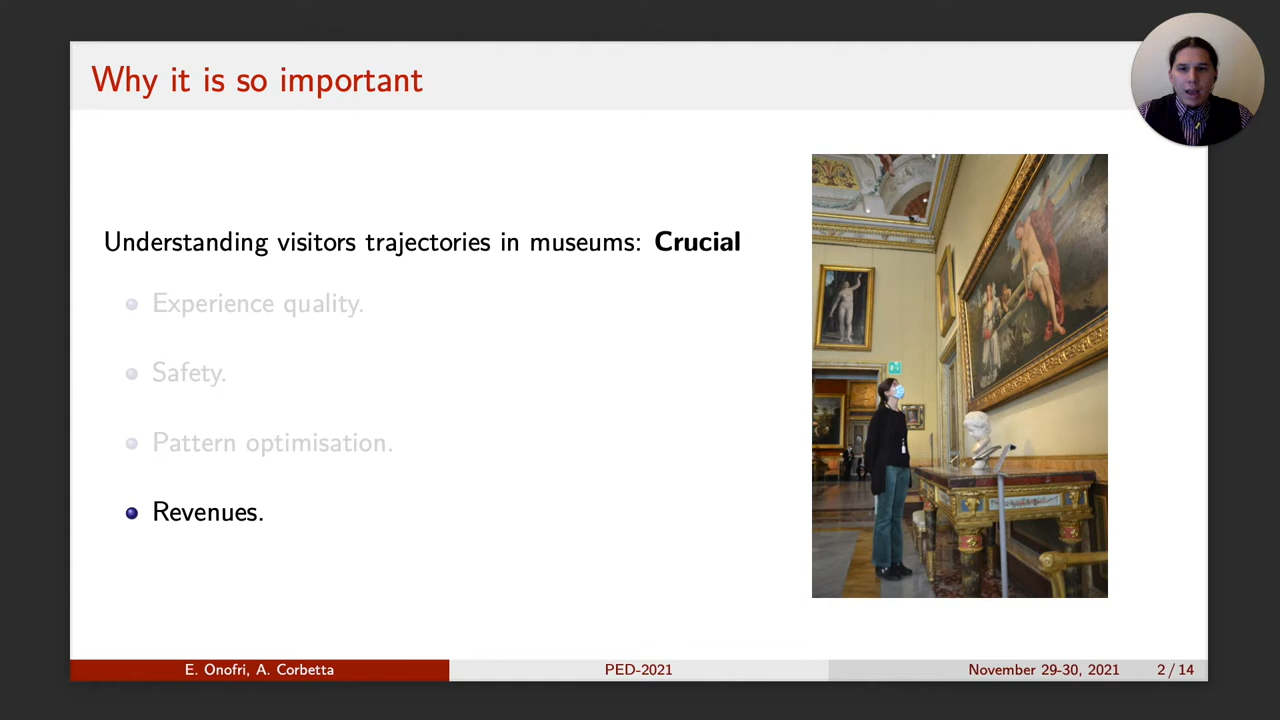 Why it is so important
Understanding visitors trajectories in museums: Crucial
Experience quality.
Safety.
Pattern optimisation.
Revenues.
E. Onofri, A. Corbetta
PED-2021
November 29-30, 2021
2 / 14